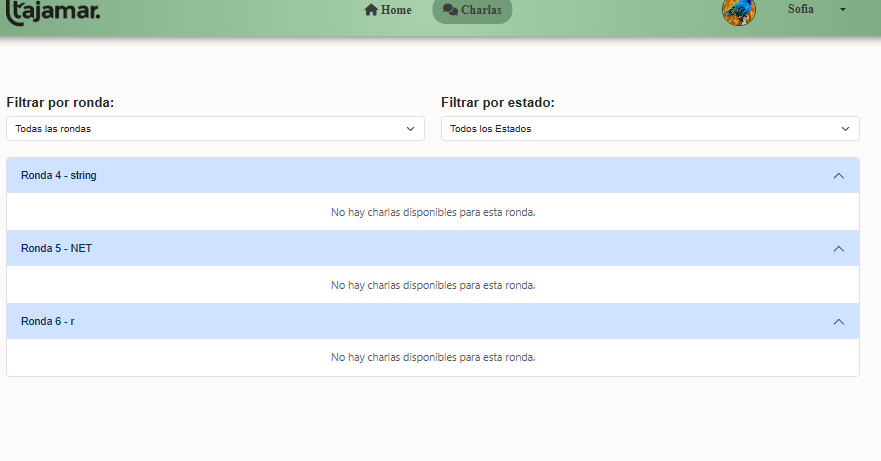 tajamar.
Home
Charlas
Sofia
Filtrar por ronda:
Filtrar por estado:
Todas las rondas
Todos los Estados
Ronda 4 - string
No hay charlas disponibles para esta ronda.
Ronda 5 - NET
No hay charlas disponibles para esta ronda.
Ronda 6 - r
No hay charlas disponibles para esta ronda.